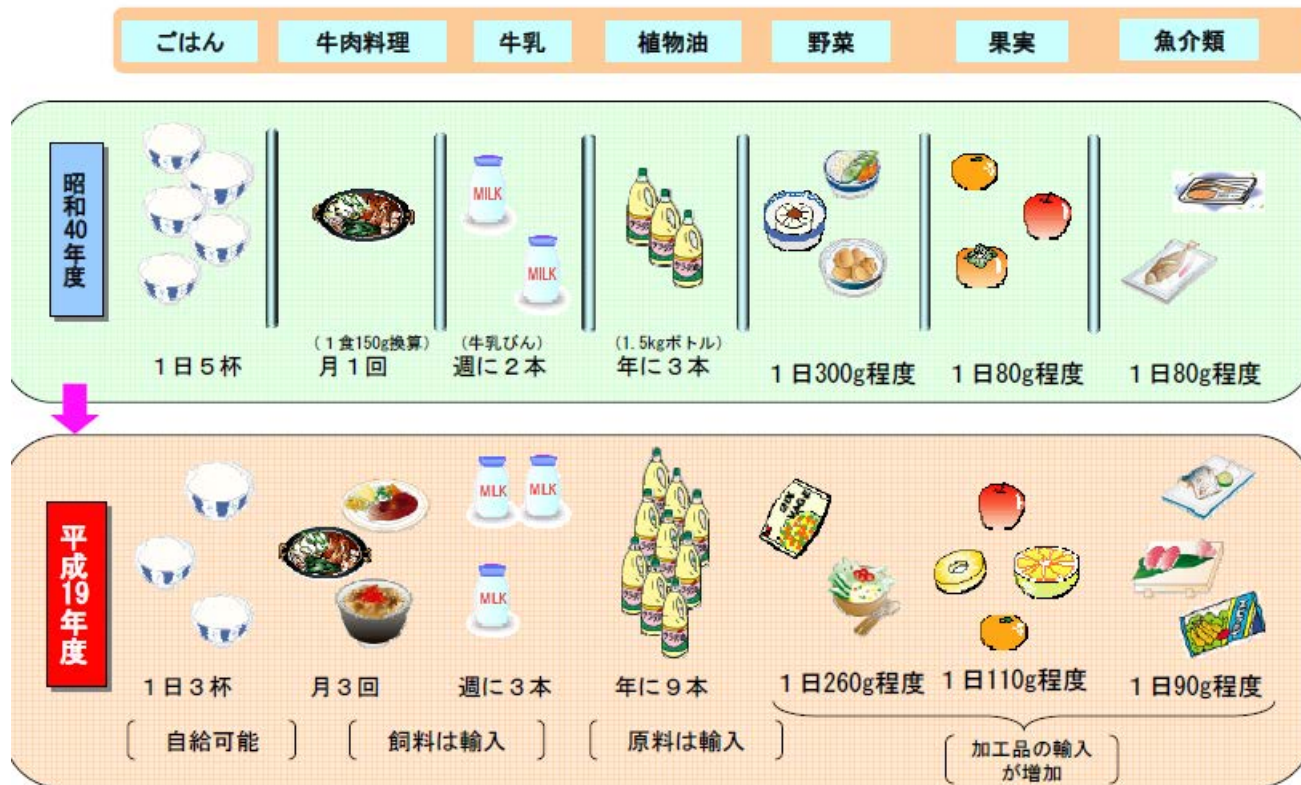 ごはん
牛肉料理
牛乳
植物油
野菜
果実
魚介類
昭和40年度
MILK
MILK
(1食150g換算)
(牛乳びん)
(1.5kgボトル)
1日5杯
月1回
週に2本
年に3本
1日300g程度
1日80g程度
1日80g程度
平成19年度
MILK
MILK
MILK
1日3杯
月3回
週に3本
年に9本
1日260g程度
1日110g程度
1日90g程度
自給可能
飼料は輸入
原料は輸入
加工品の輸入
が増加